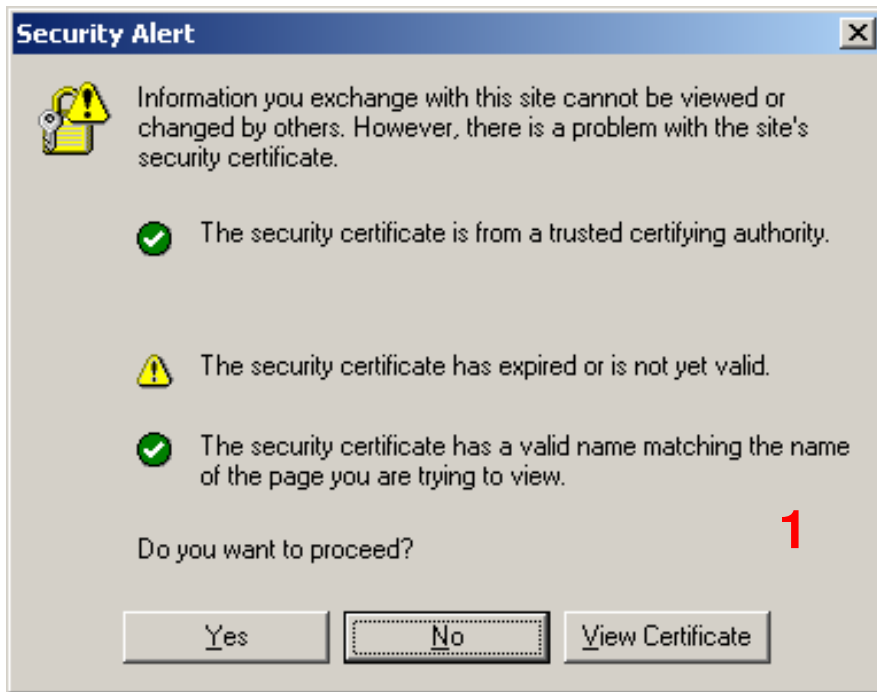 Security Alert
Information you exchange with this site cannot be viewed or
changed by others. However, there is a problem with the site's
security certificate.
The security certificate is from a trusted certifying authority.
The security certificate has expired or is not yet valid.
The security certificate has a valid name matching the name
of the page you are trying to view.
1
Do you want to proceed?
Yes No View Certificate